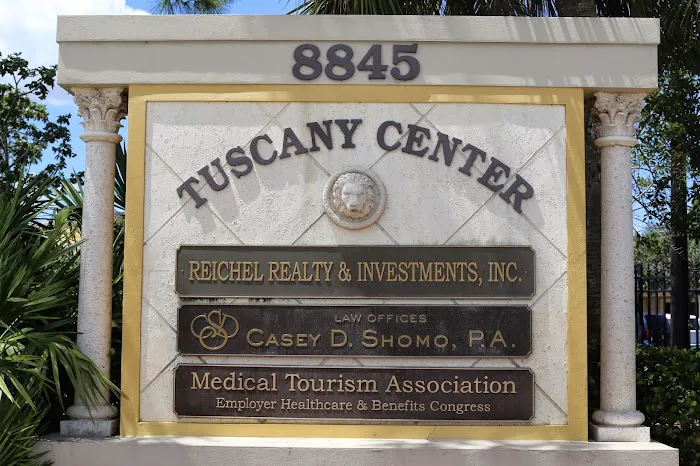 8845
TUSCANY CENTER
REICHEL REALTY & INVESTMENTS, INC.
LAW OFFICES
CASEY D. SHOMO, P.A.
Medical Tourism Association
Employer Healthcare & Benefits Congress